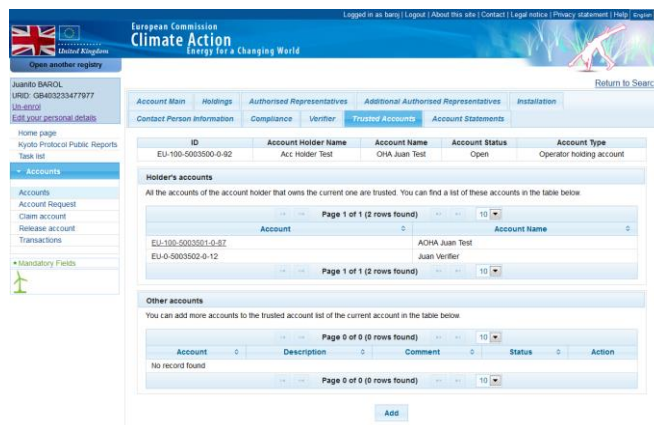 Logged in as baroj | Logout | About this site | Contact | Legal notice | Privacy statement | Help English
European Commission
Climate Action
Energy for a Changing World
United Kingdom
Open another registry
Return to Searc
Juanito BAROL
URID: GB403233477977
Un-enrol
Edit your personal details
Home page
Kyoto Protocol Public Reports
Task list
Accounts
Accounts
Account Request
Claim account
Release account
Transactions
Mandatory Fields
Account Main Holdings Authorised Representatives Additional Authorised Representatives Installation
Contact Person Information Compliance Verifier Trusted Accounts Account Statements
ID Account Holder Name Account Name Account Status Account Type
EU-100-5003500-0-92 Acc Holder Test OHA Juan Test Open Operator holding account
Holder's accounts
All the accounts of the account holder that owns the current one are trusted. You can find a list of these accounts in the table below.
Page 1 of 1 (2 rows found) 10
Account Account Name
EU-100-5003501-0-87 AOHA Juan Test
EU-0-5003502-0-12 Juan Verifier
Page 1 of 1 (2 rows found) 10
Other accounts
You can add more accounts to the trusted account list of the current account in the table below.
Page 0 of 0 (0 rows found) 10
Account Description Comment Status Action
No record found
Page 0 of 0 (0 rows found) 10
Add